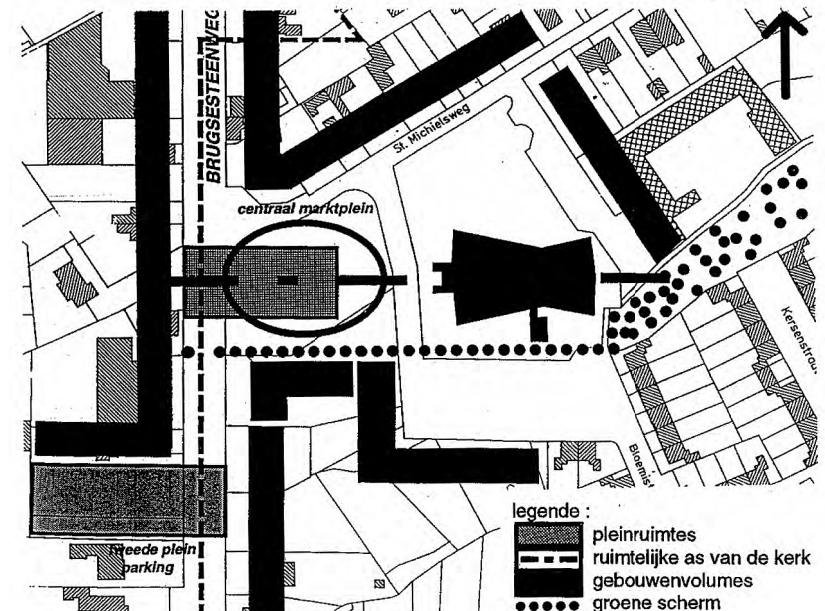 BRUGSESTEENWEG
St. Michielsweg
centraal marktplein
Kersenstraat
Bloemist
tweede plein
parking
legende :
pleinruimtes
ruimtelijke as van de kerk
gebouwenvolumes
groene scherm